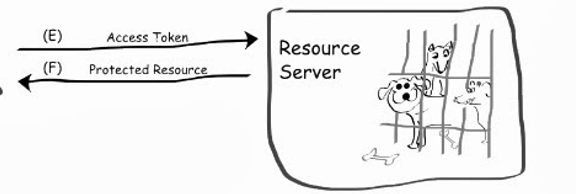 (E) Access Token
(F) Protected Resource
Resource
Server